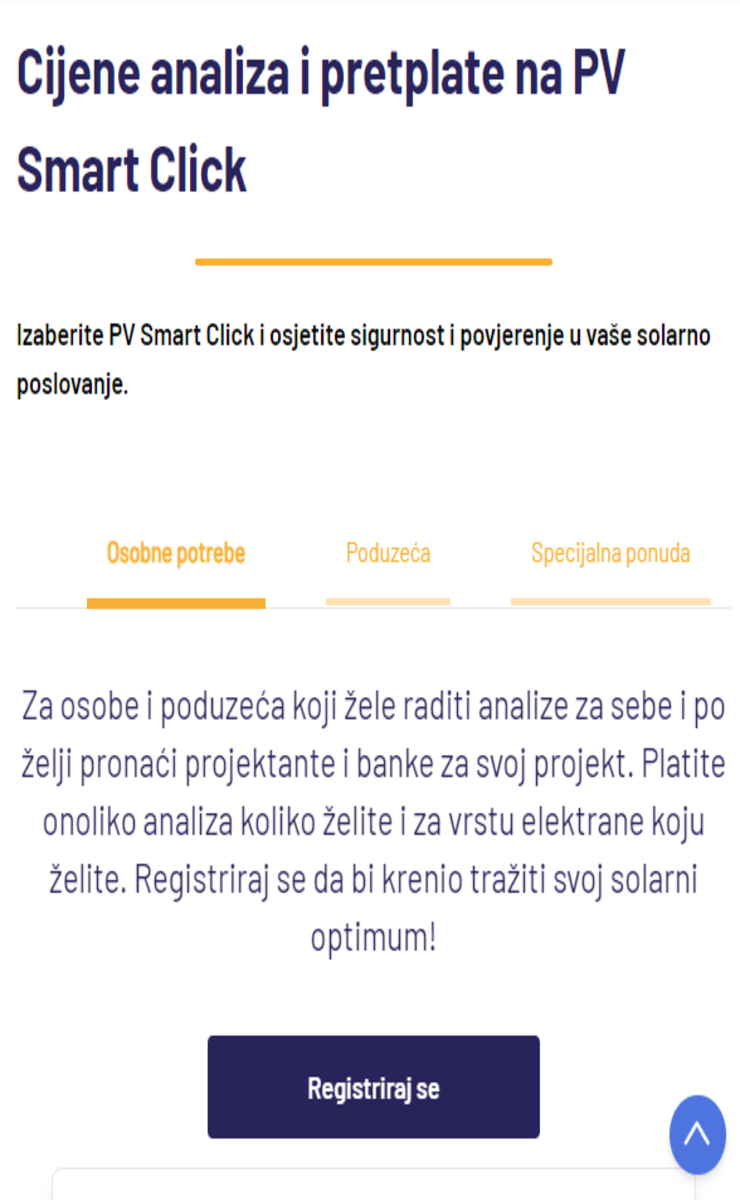 Cijene analiza i pretplate na PV
Smart Click
Izaberite PV Smart Click i osjetite sigurnost i povjerenje u vaše solarno
poslovanje.
Osobne potrebe
Poduzeća
Specijalna ponuda
Za osobe i poduzeća koji žele raditi analize za sebe i po
želji pronaći projektante i banke za svoj projekt. Platite
onoliko analiza koliko želite i za vrstu elektrane koju
želite. Registriraj se da bi krenio tražiti svoj solarni
optimum!
Registriraj se